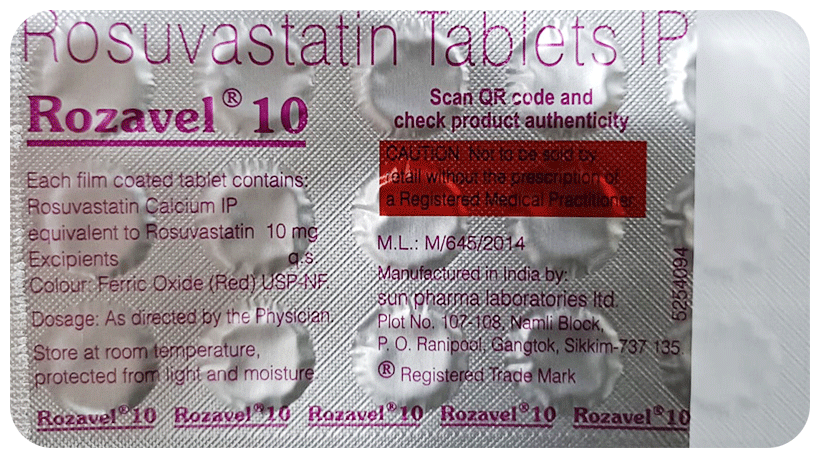 Rosuvastatin Tablets IP
Rozavel® 10
Each film coated tablet contains:
Rosuvastatin Calcium IP
equivalent to Rosuvastatin 10 mg
Excipients q.s
Colour: Ferric Oxide (Red) USP-NF
Dosage: As directed by the Physician.
Store at room temperature,
protected from light and moisture
Scan QR code and
check product authenticity
CAUTION: Not to be sold by
retail without the prescription of
a Registered Medical Practitioner
M.L.: M/645/2014
Manufactured in India by:
sun pharma laboratories ltd.
Plot No. 107-108, Namli Block,
P. O. Ranipool, Gangtok, Sikkim-737 135.
® Registered Trade Mark
5254094
Rozavel®10 Rozavel®10 Rozavel®10 Rozavel®10 Rozavel®10